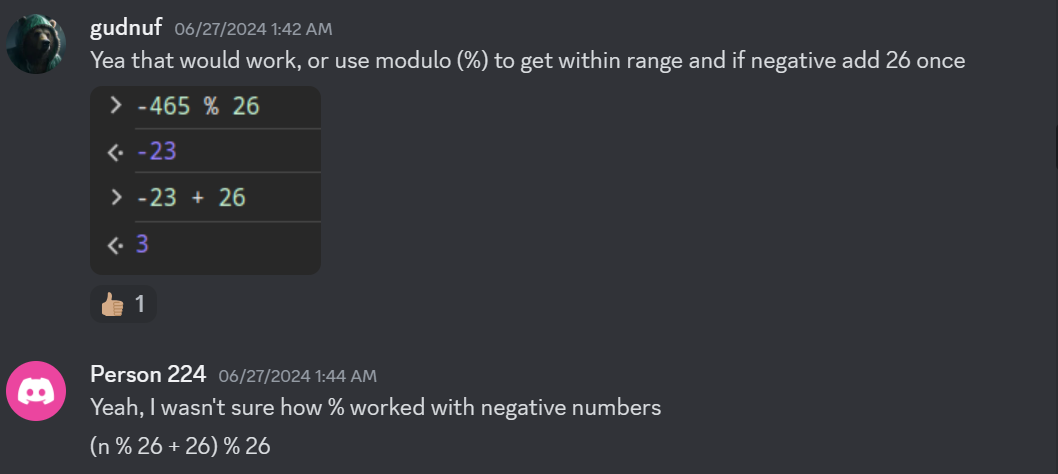 gudnuf 06/27/2024 1:42 AM
Yea that would work, or use modulo (%) to get within range and if negative add 26 once
> -465 % 26
<· -23
> -23 + 26
<· 3
1
Person 224 06/27/2024 1:44 AM
Yeah, I wasn't sure how % worked with negative numbers
(n % 26 + 26) % 26